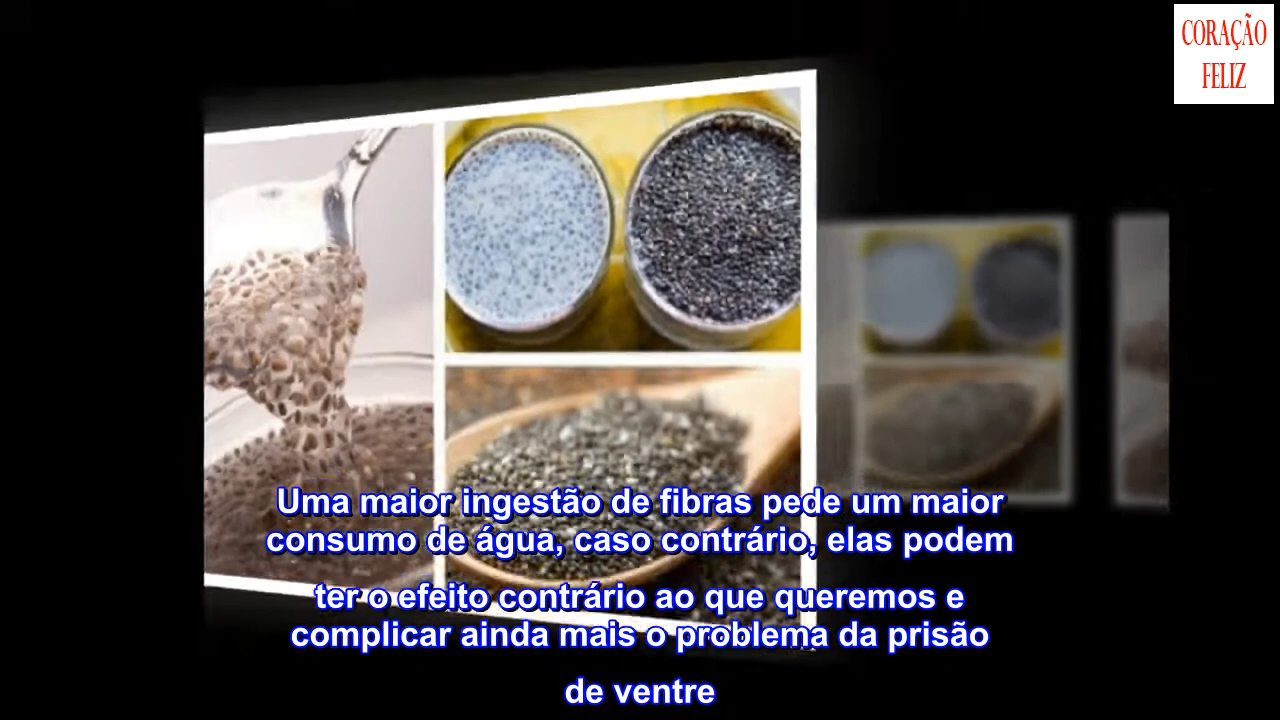 CORAÇÃO
FELIZ
Uma maior ingestão de fibras pede um maior
consumo de água, caso contrário, elas podem
ter o efeito contrário ao que queremos e
complicar ainda mais o problema da prisão
de ventre